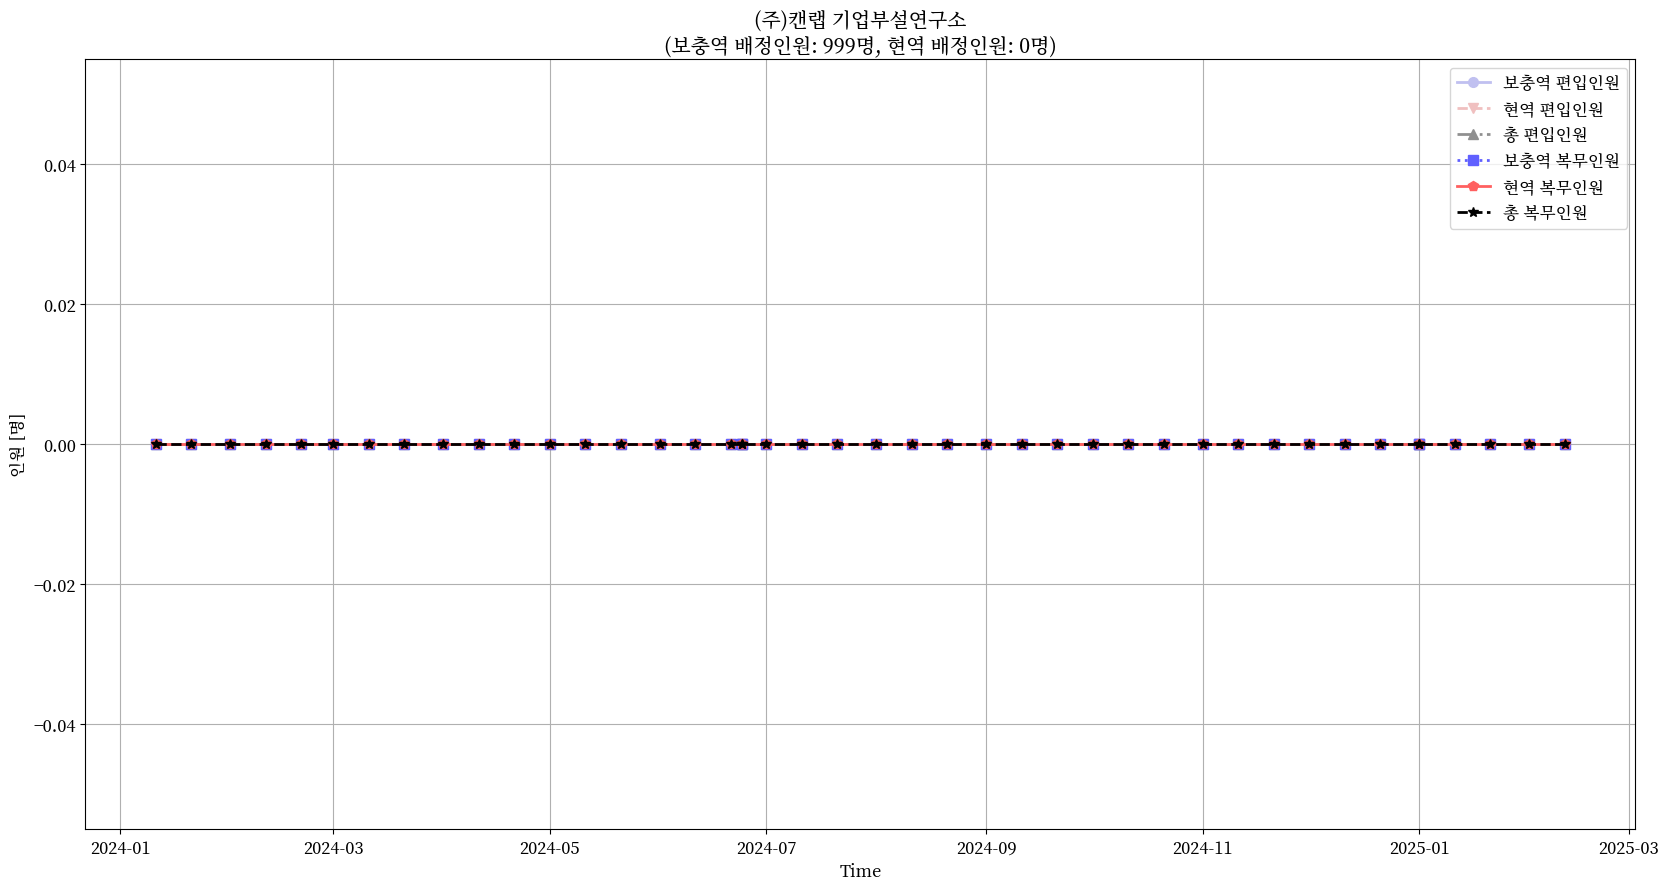 (주)캔랩 기업부설연구소
(보충역 배정인원: 999명, 현역 배정인원: 0명)
보충역 편입인원
현역 편입인원
총 편입인원
보충역 복무인원
현역 복무인원
총 복무인원
0.04
0.02
0.00
−0.02
−0.04
인원 [명]
2024-01 2024-03 2024-05 2024-07 2024-09 2024-11 2025-01 2025-03
Time